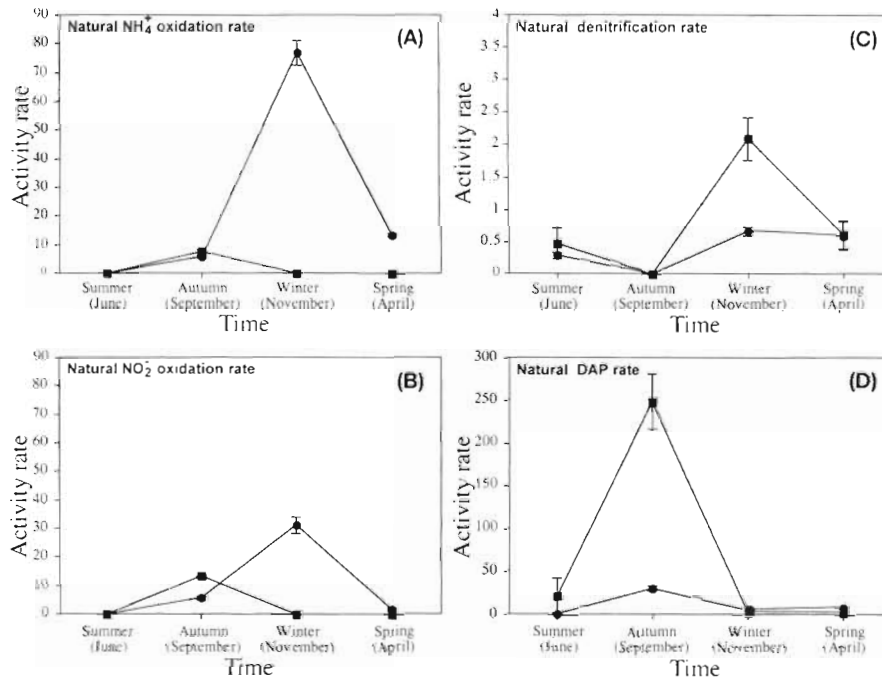 Natural NH₄⁺ oxidation rate
(A)
90
80
70
60
50
40
30
20
10
0
Activity rate
Summer Autumn Winter Spring
(June) (September) (November) (April)
Time
Natural denitrification rate
(C)
4
3.5
3
2.5
2
1.5
1
0.5
0
Activity rate
Summer Autumn Winter Spring
(June) (September) (November) (April)
Time
Natural NO₂⁻ oxidation rate
(B)
90
80
70
60
50
40
30
20
10
0
Activity rate
Summer Autumn Winter Spring
(June) (September) (November) (April)
Time
Natural DAP rate
(D)
300
250
200
150
100
50
0
Activity rate
Summer Autumn Winter Spring
(June) (September) (November) (April)
Time